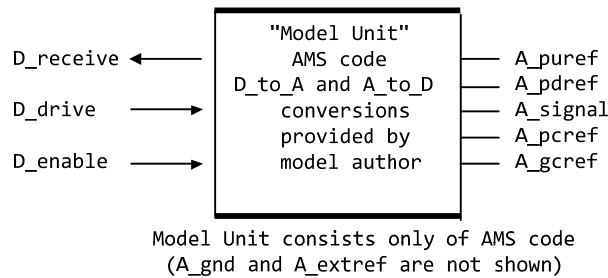 "Model Unit"
D_receive AMS code A_puref
D_to_A and A_to_D A_pdref
D_drive conversions A_signal
provided by A_pcref
D_enable model author A_gcref
Model Unit consists only of AMS code
(A_gnd and A_extref are not shown)